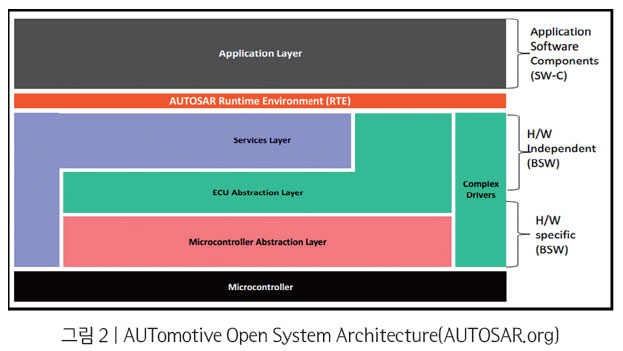 Application Layer
Application
Software
Components
(SW-C)
AUTOSAR Runtime Environment (RTE)
Services Layer
H/W
Independent
(BSW)
ECU Abstraction Layer
Complex
Drivers
Microcontroller Abstraction Layer
H/W
specific
(BSW)
Microcontroller
그림 2 | AUTomotive Open System Architecture(AUTOSAR.org)